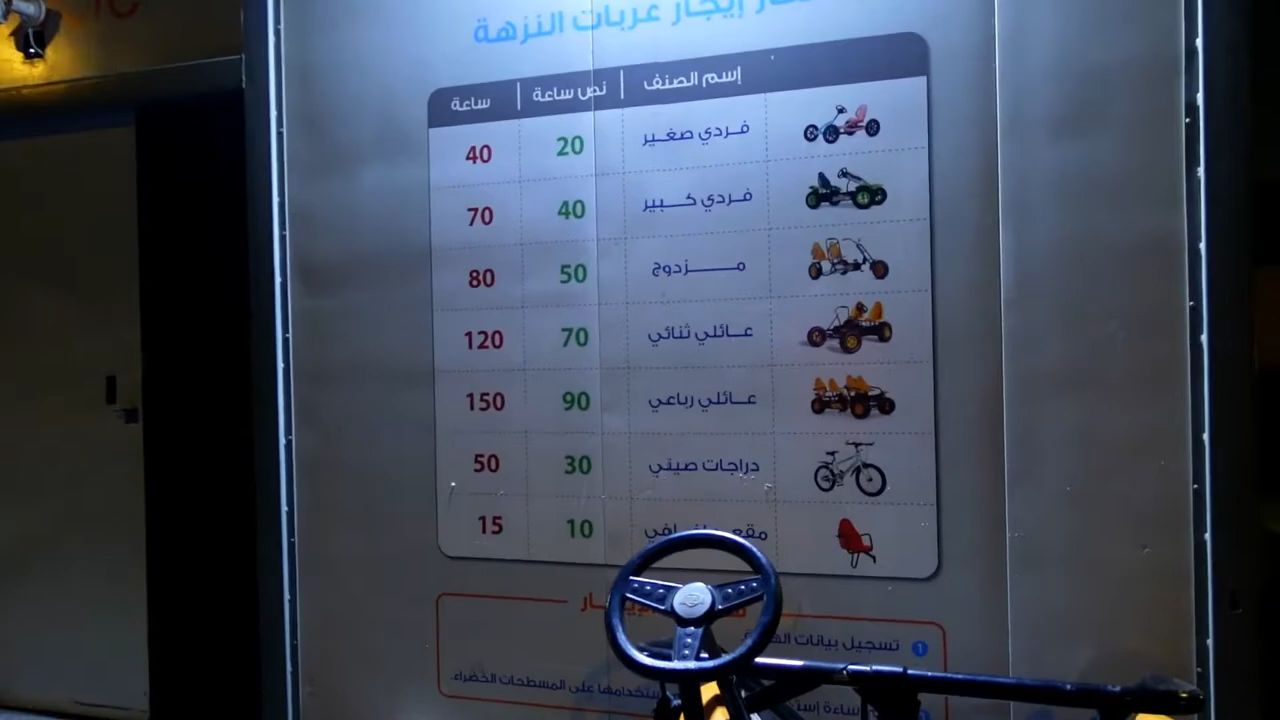 إيجار عربات النزهة
إسم الصنف | نص ساعة | ساعة
فردي صغير 20 40
فردي كبير 40 70
مزدوج 50 80
عائلي ثنائي 70 120
عائلي رباعي 90 150
دراجات صيني 30 50
10 15
1 تسجيل بيانات
على المسطحات الخضراء.